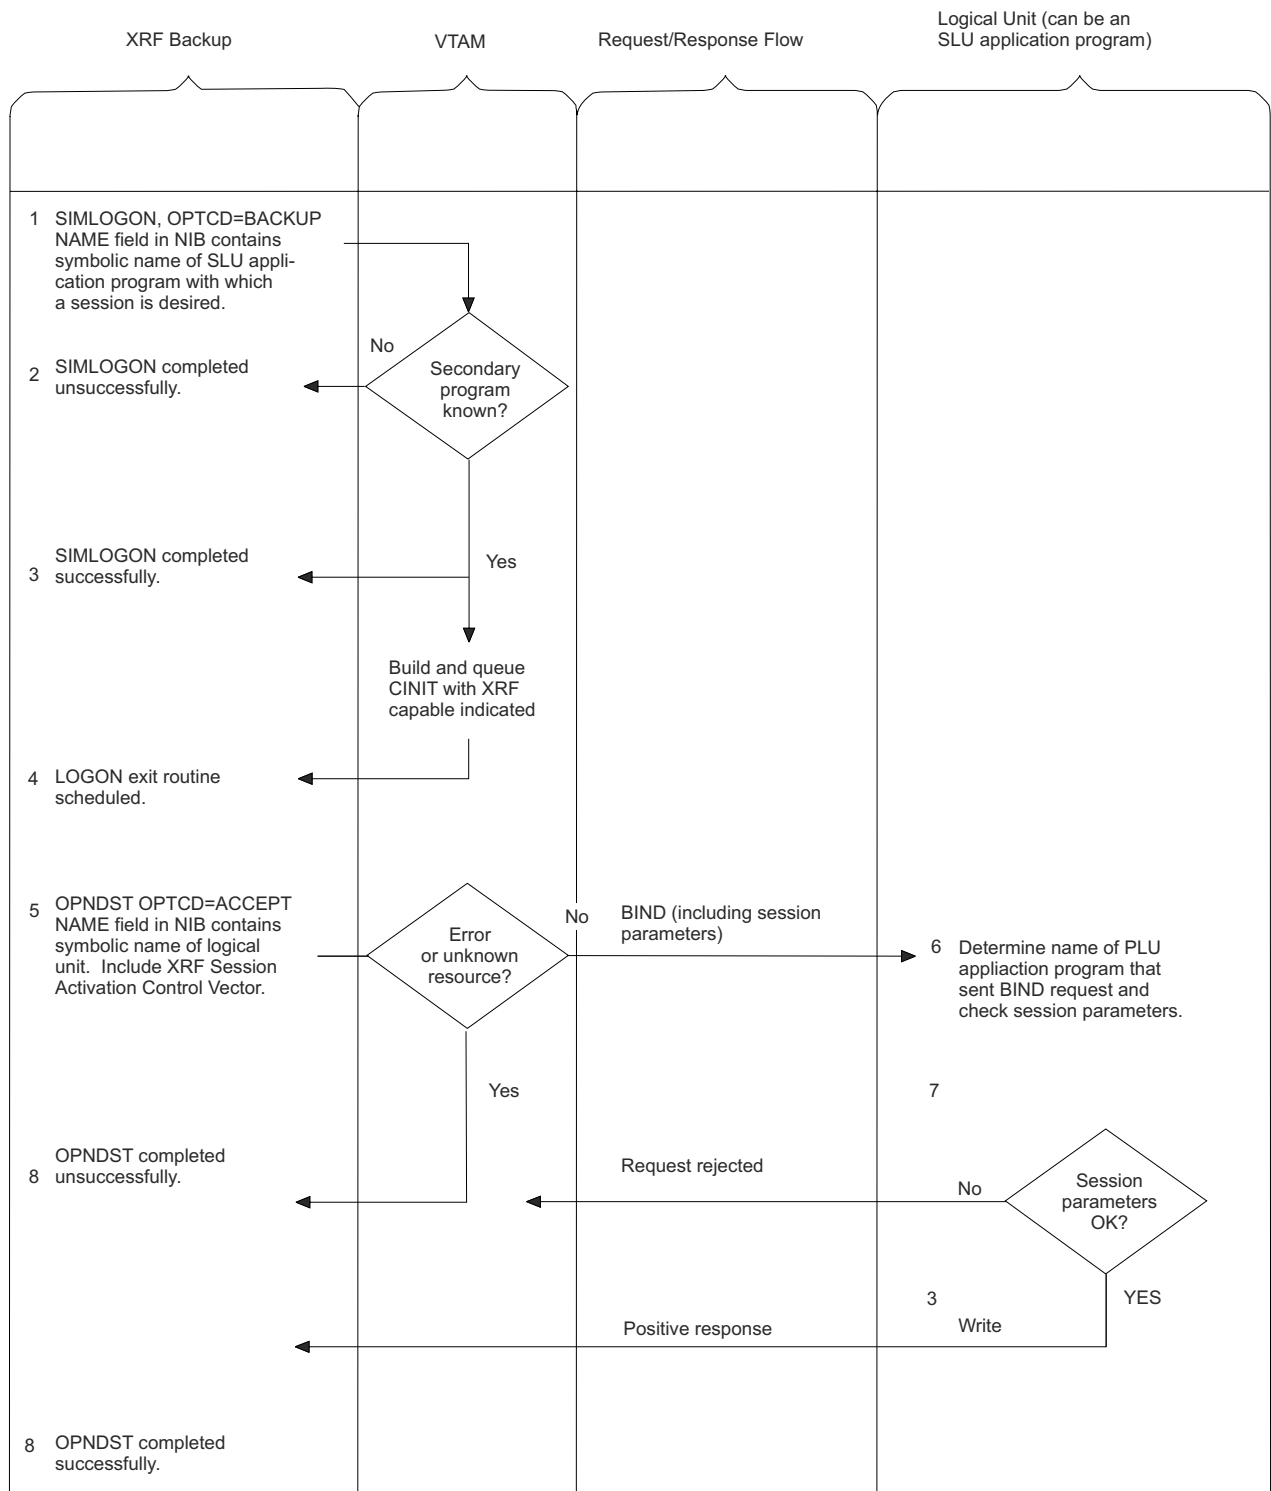 XRF Backup
VTAM
Request/Response Flow
Logical Unit (can be an
SLU application program)
1 SIMLOGON, OPTCD=BACKUP
NAME field in NIB contains
symbolic name of SLU appli-
cation program with which
a session is desired.
No
Secondary
program
known?
2 SIMLOGON completed
unsuccessfully.
Yes
3 SIMLOGON completed
successfully.
Build and queue
CINIT with XRF
capable indicated
4 LOGON exit routine
scheduled.
5 OPNDST OPTCD=ACCEPT
NAME field in NIB contains
symbolic name of logical
unit. Include XRF Session
Activation Control Vector.
Error
or unknown
resource?
No
BIND (including session
parameters)
6 Determine name of PLU
appliaction program that
sent BIND request and
check session parameters.
Yes
7
8 OPNDST completed
unsuccessfully.
Request rejected
No
Session
parameters
OK?
3
YES
Write
Positive response
8 OPNDST completed
successfully.